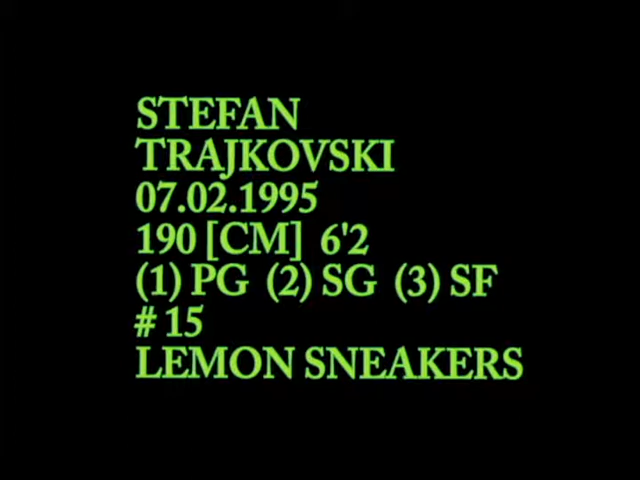 STEFAN
TRAJKOVSKI
07.02.1995
190 [CM] 6'2
(1) PG (2) SG (3) SF
# 15
LEMON SNEAKERS